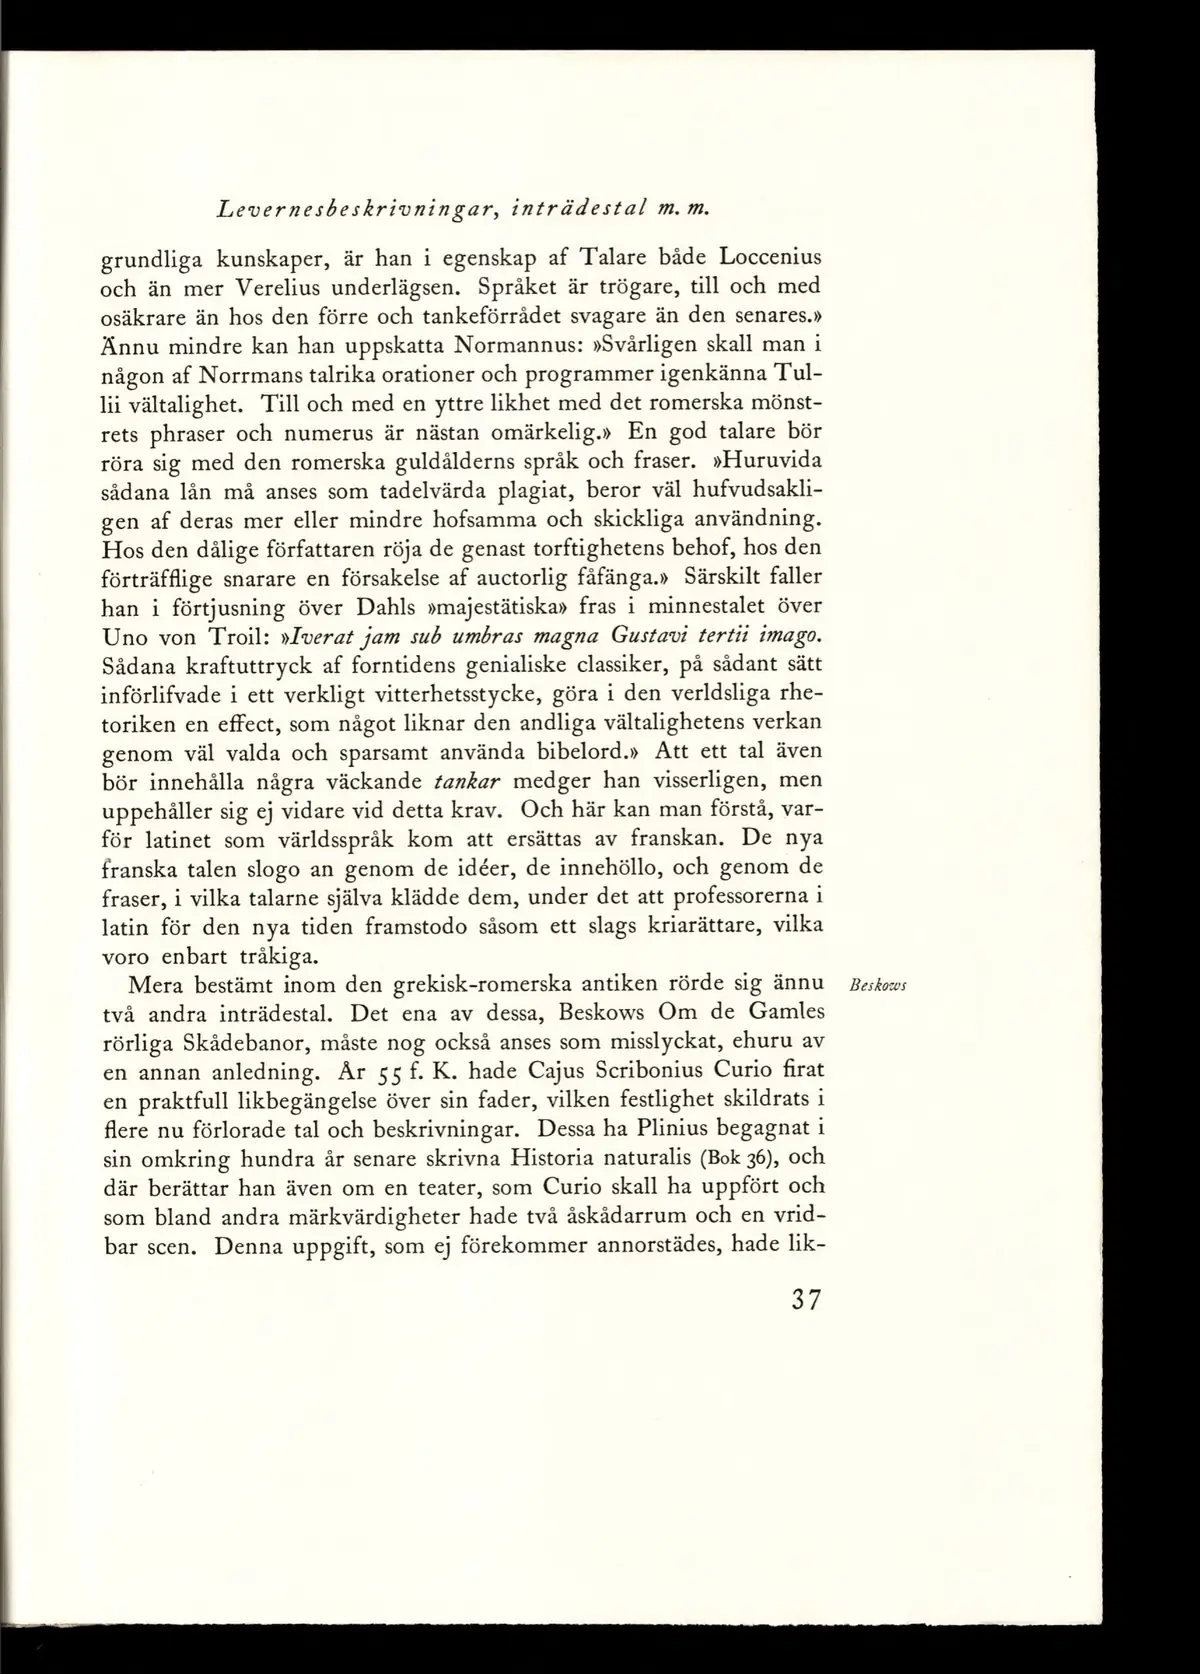 Levernesbeskrivningar, inträdestal m. m.
grundliga kunskaper, är han i egenskap af Talare både Loccenius
och än mer Verelius underlägsen. Språket är trögare, till och med
osäkrare än hos den förre och tankeförrådet svagare än den senares.»
Ännu mindre kan han uppskatta Normannus: »Svårligen skall man i
någon af Norrmans talrika orationer och programmer igenkänna Tul-
lii vältalighet. Till och med en yttre likhet med det romerska mönst-
rets phraser och numerus är nästan omärkelig.» En god talare bör
röra sig med den romerska guldålderns språk och fraser. »Huruvida
sådana lån må anses som tadelvärda plagiat, beror väl hufvudsakli-
gen af deras mer eller mindre hofsamma och skickliga användning.
Hos den dålige författaren röja de genast torftighetens behof, hos den
förträfflige snarare en försakelse af auctorlig fåfänga.» Särskilt faller
han i förtjusning över Dahls »majestätiska» fras i minnestalet över
Uno von Troil: »Iverat jam sub umbras magna Gustavi tertii imago.
Sådana kraftuttryck af forntidens genialiske classiker, på sådant sätt
införlifvade i ett verkligt vitterhetsstycke, göra i den verldsliga rhe-
toriken en effect, som något liknar den andliga vältalighetens verkan
genom väl valda och sparsamt använda bibelord.» Att ett tal även
bör innehålla några väckande tankar medger han visserligen, men
uppehåller sig ej vidare vid detta krav. Och här kan man förstå, var-
för latinet som världsspråk kom att ersättas av franskan. De nya
franska talen slogo an genom de idéer, de innehöllo, och genom de
fraser, i vilka talarne själva klädde dem, under det att professorerna i
latin för den nya tiden framstodo såsom ett slags kriarättare, vilka
voro enbart tråkiga.
Mera bestämt inom den grekisk-romerska antiken rörde sig ännu
Beskows
två andra inträdestal. Det ena av dessa, Beskows Om de Gamles
rörliga Skådebanor, måste nog också anses som misslyckat, ehuru av
en annan anledning. År 55 f. K. hade Cajus Scribonius Curio firat
en praktfull likbegängelse över sin fader, vilken festlighet skildrats i
flere nu förlorade tal och beskrivningar. Dessa ha Plinius begagnat i
sin omkring hundra år senare skrivna Historia naturalis (Bok 36), och
där berättar han även om en teater, som Curio skall ha uppfört och
som bland andra märkvärdigheter hade två åskådarrum och en vrid-
bar scen. Denna uppgift, som ej förekommer annorstädes, hade lik-
37